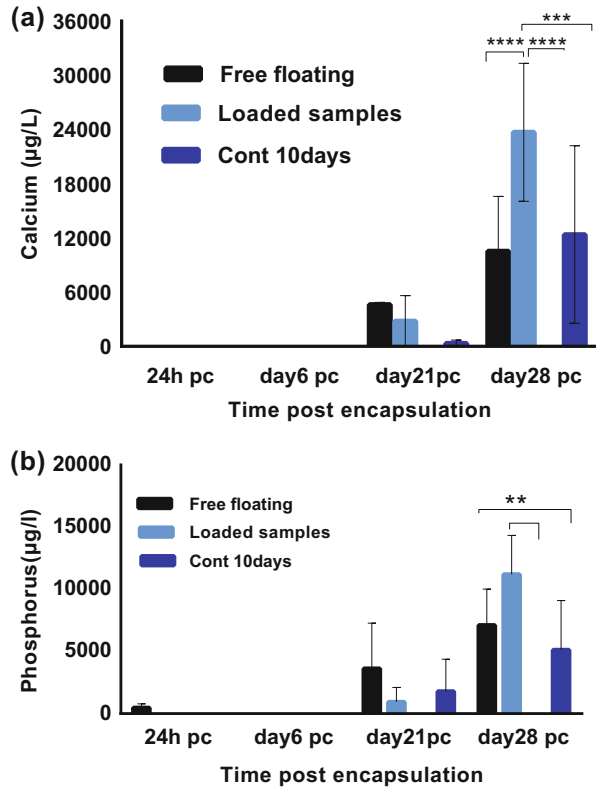 (a)
Calcium (µg/L)
36000
30000
24000
18000
12000
6000
0
Free floating
Loaded samples
Cont 10days
***
**** ****
24h pc day6 pc day21pc day28 pc
Time post encapsulation
(b)
Phosphorus(µg/l)
20000
15000
10000
5000
0
Free floating
Loaded samples
Cont 10days
**
24h pc day6 pc day21pc day28 pc
Time post encapsulation